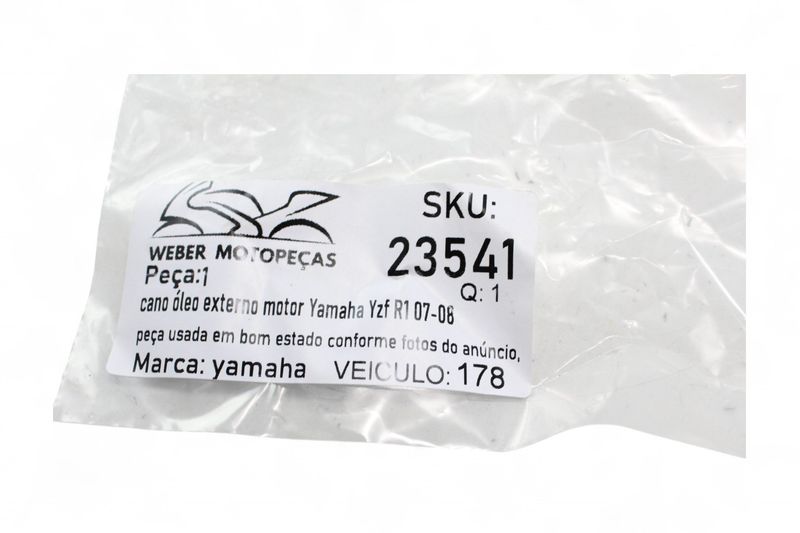 WEBER MOTOPEÇAS
SKU:
23541
Peça:1
Q: 1
cano óleo externo motor Yamaha Yzf R1 07-08
peça usada em bom estado conforme fotos do anúncio,
Marca: yamaha VEICULO: 178